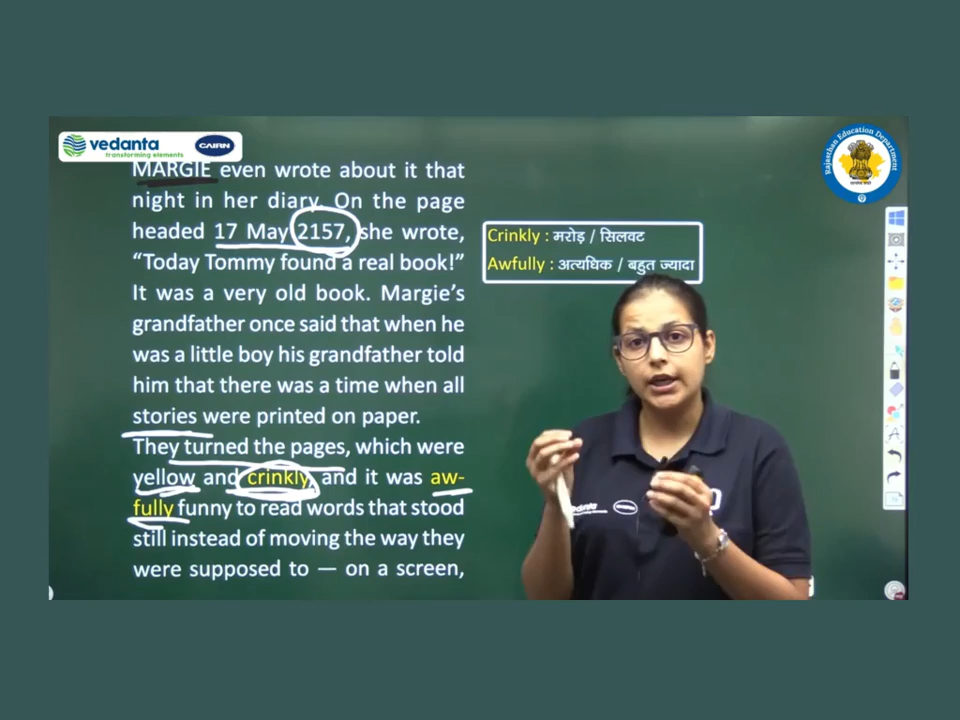 vedanta
transforming elements
CAIRN
Rajasthan Education Department
MARGIE even wrote about it that
night in her diary. On the page
headed 17 May 2157, she wrote,
“Today Tommy found a real book!”
It was a very old book. Margie’s
grandfather once said that when he
was a little boy his grandfather told
him that there was a time when all
stories were printed on paper.
They turned the pages, which were
yellow and crinkly, and it was aw-
fully funny to read words that stood
still instead of moving the way they
were supposed to — on a screen,
Crinkly : मरोड़ / सिलवट
Awfully : अत्यधिक / बहुत ज्यादा